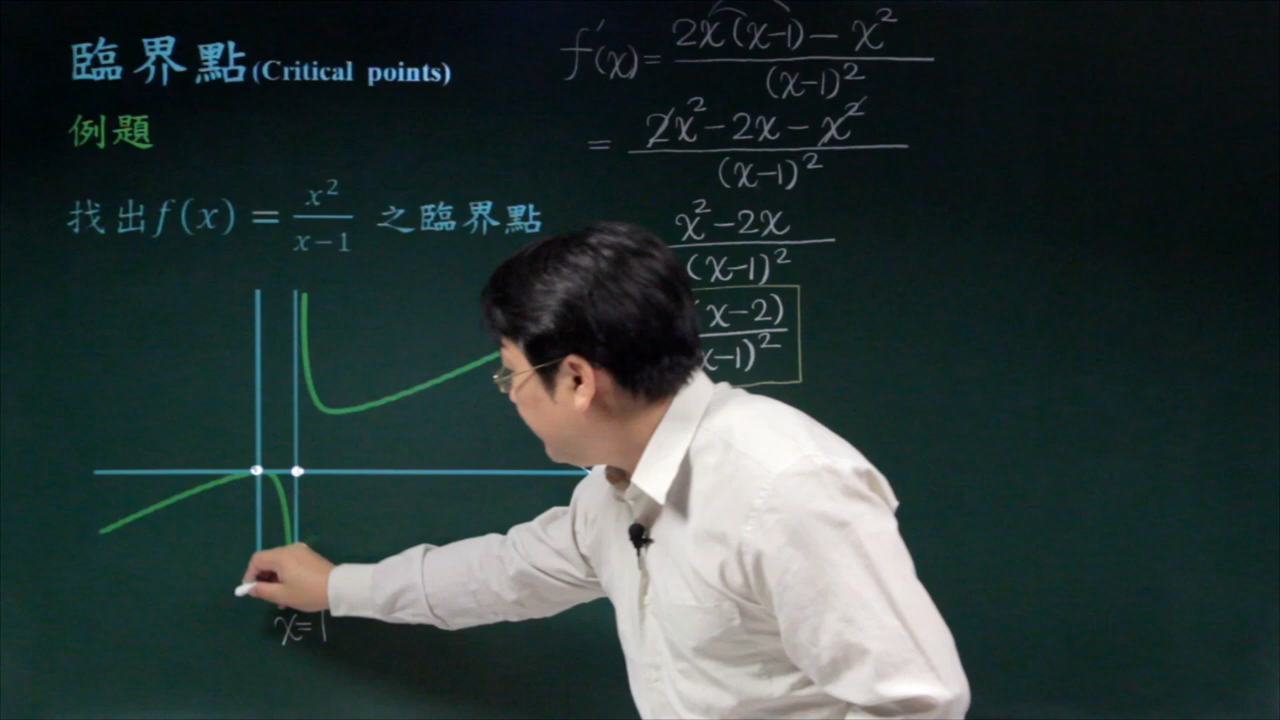 臨界點(Critical points)
例題
找出f(x) = x²/x−1 之臨界點
f′(x) = 2x(x-1) - x²/(x-1)²
= 2x² - 2x - x²/(x-1)²
x² - 2x/(x-1)²
x-2)/x-1)²
x=1